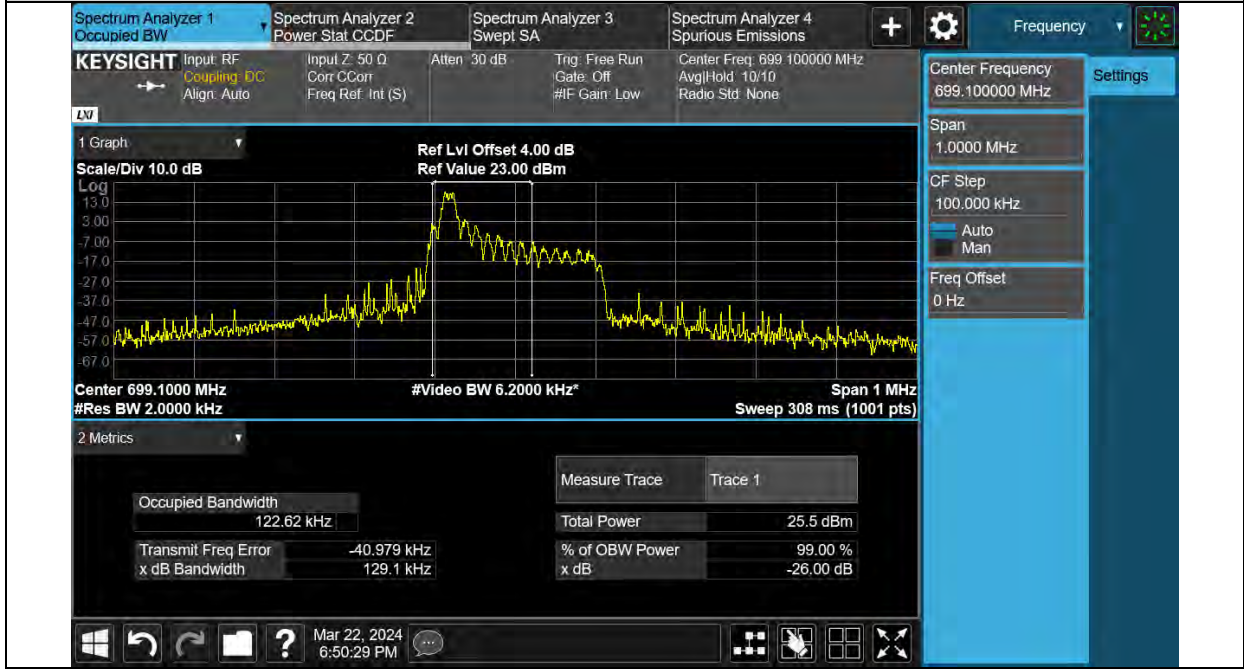 Spectrum Analyzer 1
Occupied BW
Spectrum Analyzer 2
Power Stat CCDF
Spectrum Analyzer 3
Swept SA
Spectrum Analyzer 4
Spurious Emissions
Frequency
KEYSIGHT
Input: RF
Coupling: DC
Align: Auto
Input Z: 50 Ω
Corr CCorr
Freq Ref: Int (S)
Atten: 30 dB
Trig: Free Run
Gate: Off
#IF Gain: Low
Center Freq: 699.100000 MHz
Avg|Hold: 10/10
Radio Std: None
LXI
Center Frequency
699.100000 MHz
Settings
Span
1.0000 MHz
CF Step
100.000 kHz
Auto
Man
Freq Offset
0 Hz
1 Graph
Ref Lvl Offset 4.00 dB
Scale/Div 10.0 dB
Ref Value 23.00 dBm
Log
13.0
3.00
-7.00
-17.0
-27.0
-37.0
-47.0
-57.0
-67.0
Center 699.1000 MHz
#Video BW 6.2000 kHz*
Span 1 MHz
#Res BW 2.0000 kHz
Sweep 308 ms (1001 pts)
2 Metrics
Measure Trace
Trace 1
Occupied Bandwidth
122.62 kHz
Total Power
25.5 dBm
Transmit Freq Error
-40.979 kHz
% of OBW Power
99.00 %
x dB Bandwidth
129.1 kHz
x dB
-26.00 dB
?
Mar 22, 2024
6:50:29 PM